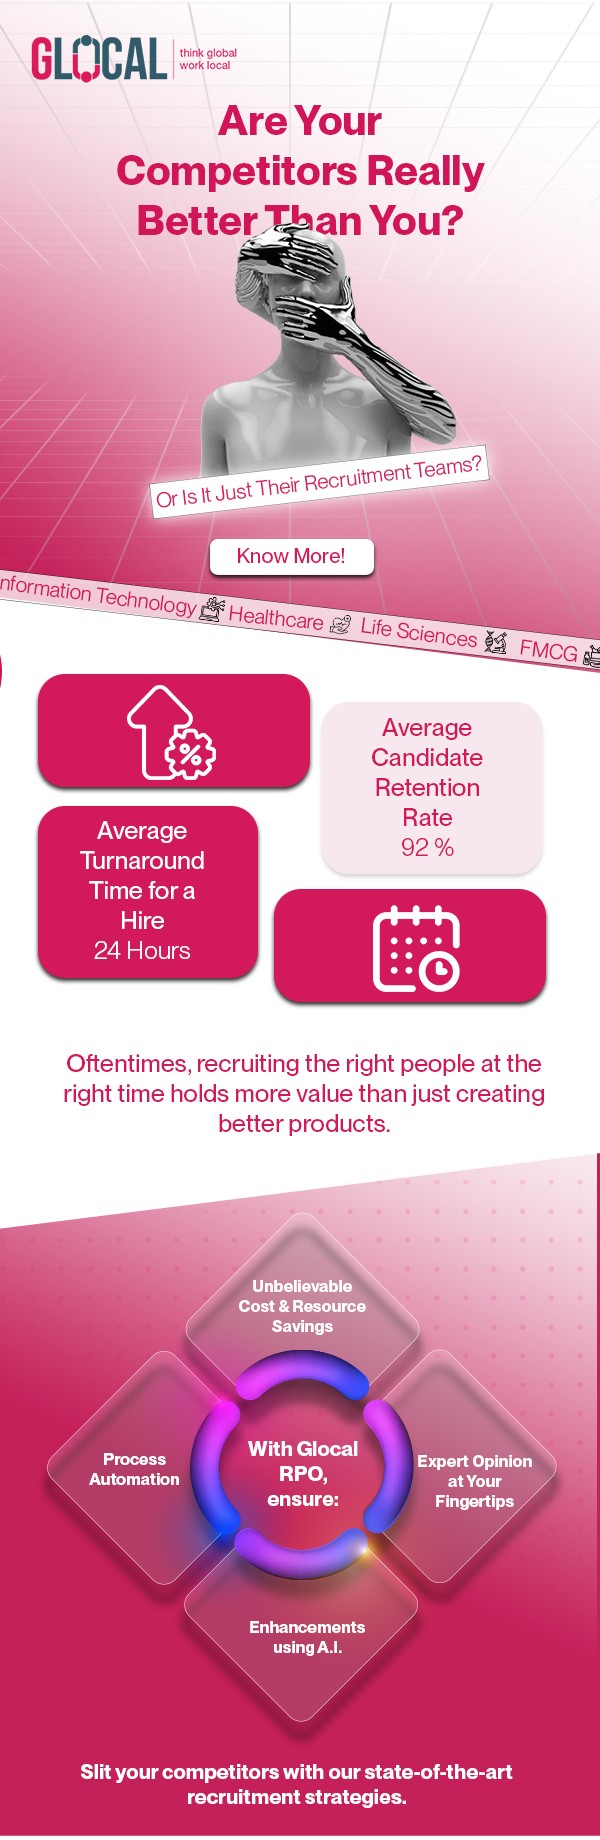 GLOCAL
think global
work local
Are Your
Competitors Really
Better Than You?
Or Is It Just Their Recruitment Teams?
Know More!
nformation Technology Healthcare Life Sciences FMCG
Average
Candidate
Retention
Rate
92 %
Average
Turnaround
Time for a
Hire
24 Hours
Oftentimes, recruiting the right people at the
right time holds more value than just creating
better products.
Unbelievable
Cost & Resource
Savings
Process
Automation
With Glocal
RPO,
ensure:
Expert Opinion
at Your
Fingertips
Enhancements
using A.I.
Slit your competitors with our state-of-the-art
recruitment strategies.